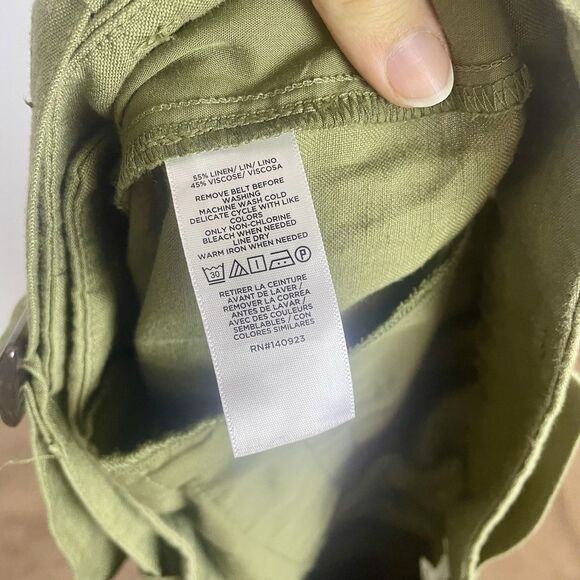 55% LINEN/ LIN/ LINO
45% VISCOSE/ VISCOSA
REMOVE BELT BEFORE
WASHING
MACHINE WASH COLD
DELICATE CYCLE WITH LIKE
COLORS
ONLY NON-CHLORINE
BLEACH WHEN NEEDED
LINE DRY
WARM IRON WHEN NEEDED
30 P
RETIRER LA CEINTURE
AVANT DE LAVER /
REMOVER LA CORREA
ANTES DE LAVAR /
AVEC DES COULEURS
SEMBLABLES / CON
COLORES SIMILARES
RN#140923